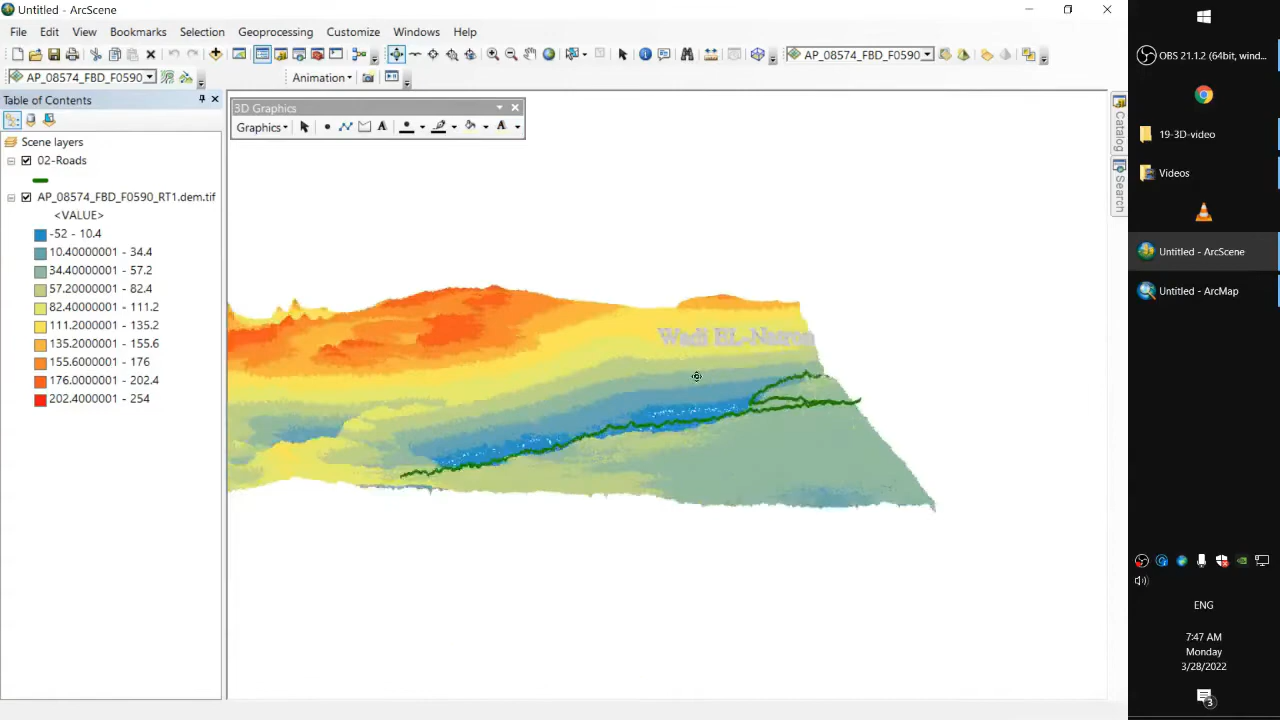 Untitled - ArcScene
File Edit View Bookmarks Selection Geoprocessing Customize Windows Help
AP_08574_FBD_F0590
AP_08574_FBD_F0590
Animation
Table of Contents
Scene layers
02-Roads
AP_08574_FBD_F0590_RT1.dem.tif
<VALUE>
-52 - 10.4
10.40000001 - 34.4
34.40000001 - 57.2
57.20000001 - 82.4
82.40000001 - 111.2
111.2000001 - 135.2
135.2000001 - 155.6
155.6000001 - 176
176.0000001 - 202.4
202.4000001 - 254
3D Graphics
Graphics
Wadi EL-Natrun
Catalog
Search
OBS 21.1.2 (64bit, wind...
19-3D-video
Videos
Untitled - ArcScene
Untitled - ArcMap
ENG
7:47 AM
Monday
3/28/2022
3